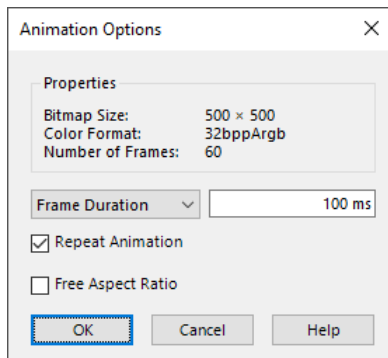 Animation Options
Properties
Bitmap Size: 500 × 500
Color Format: 32bppArgb
Number of Frames: 60
Frame Duration 100 ms
Repeat Animation
Free Aspect Ratio
OK Cancel Help